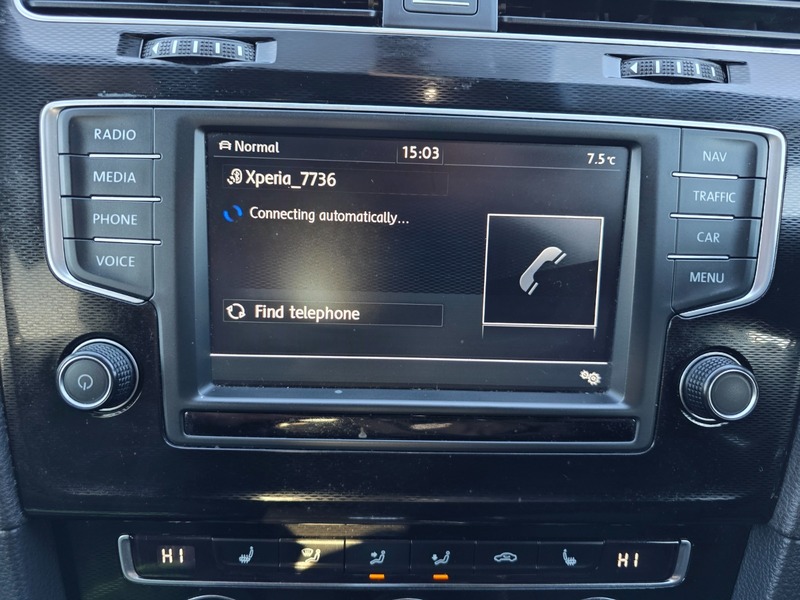 RADIO
MEDIA
PHONE
VOICE
Normal
15:03
7.5°C
Xperia_7736
Connecting automatically...
Find telephone
NAV
TRAFFIC
CAR
MENU
HI
HI